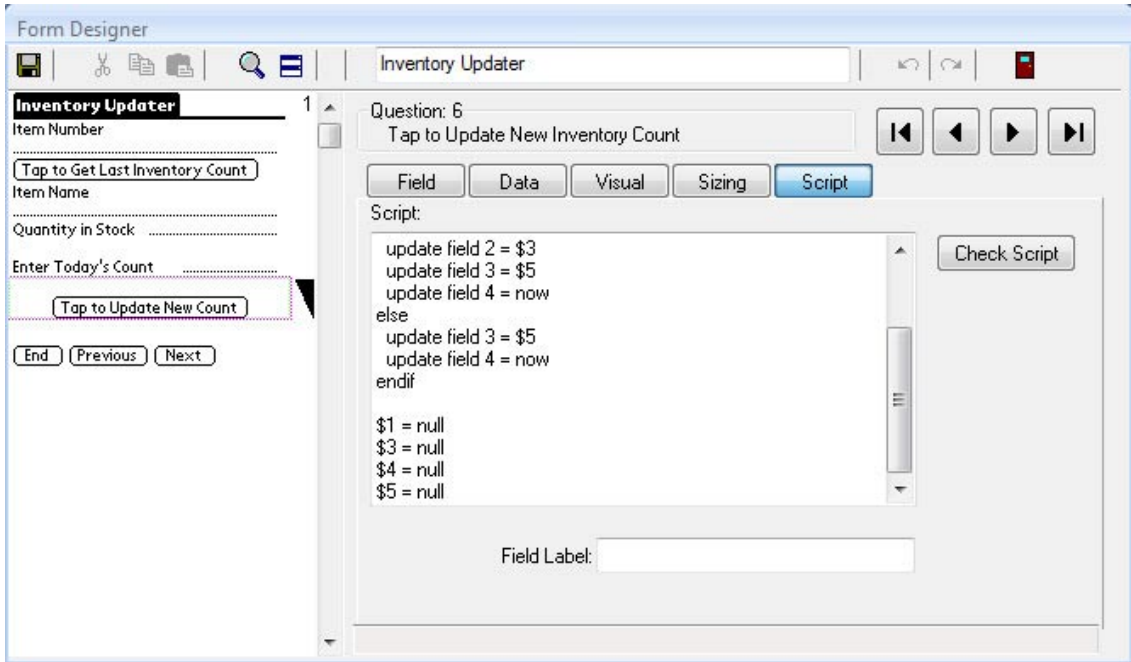 Form Designer
Inventory Updater
Inventory Updater 1
Item Number
Tap to Get Last Inventory Count
Item Name
Quantity in Stock
Enter Today's Count
Tap to Update New Count
End Previous Next
Question: 6
Tap to Update New Inventory Count
Field Data Visual Sizing Script
Script:
update field 2 = $3
update field 3 = $5
update field 4 = now
else
update field 3 = $5
update field 4 = now
endif
$1 = null
$3 = null
$4 = null
$5 = null
Check Script
Field Label: